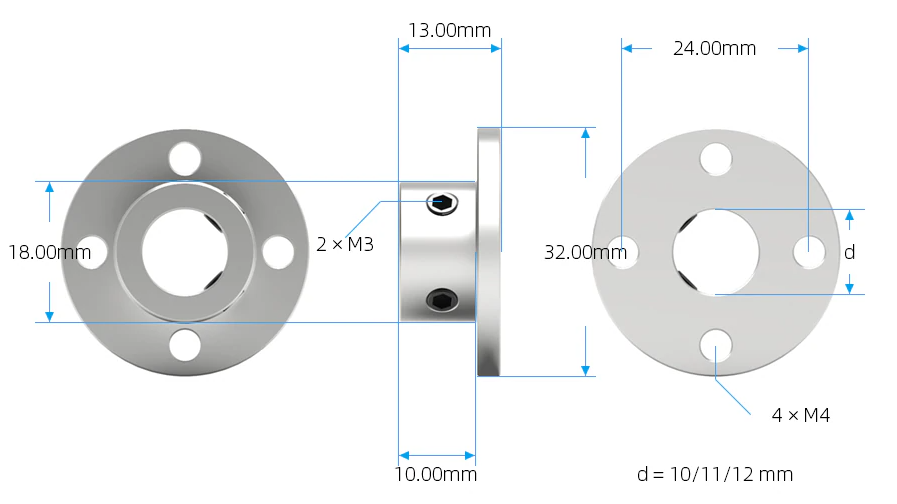 13.00mm
24.00mm
2 × M3
18.00mm
32.00mm
d
4 × M4
10.00mm
d = 10/11/12 mm